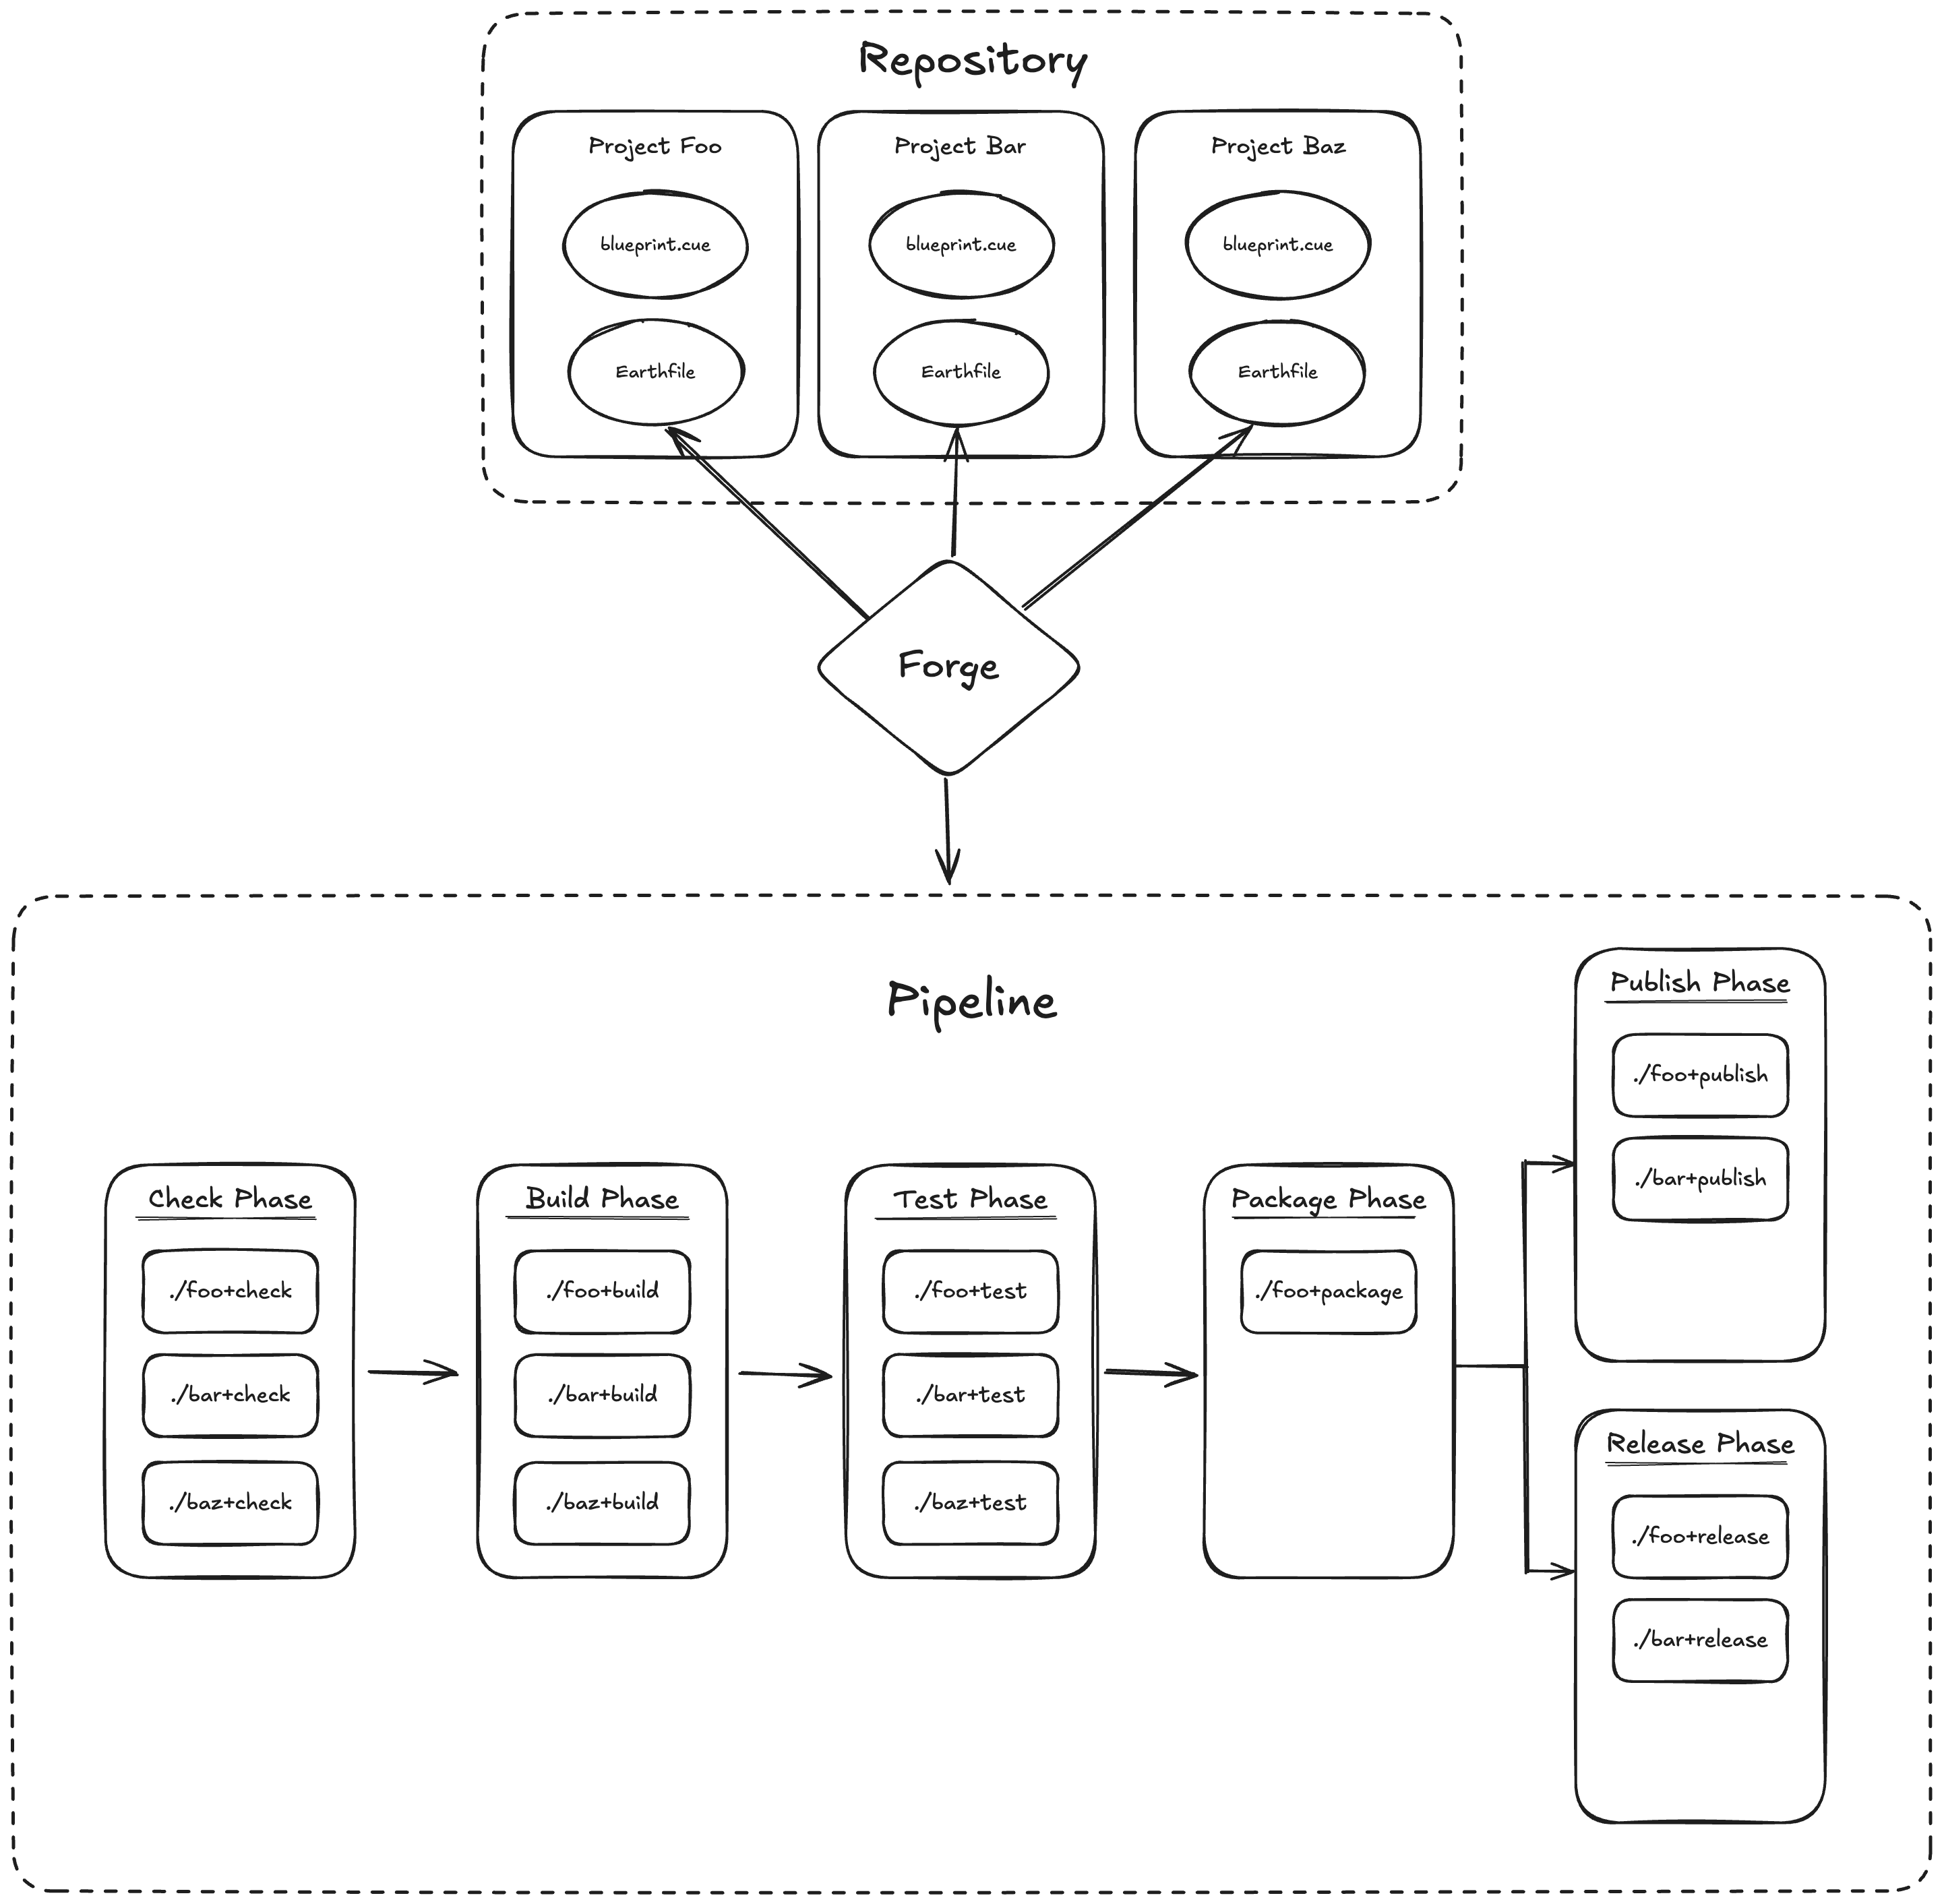 Repository
Project Foo
blueprint.cue
Earthfile
Project Bar
blueprint.cue
Earthfile
Project Baz
blueprint.cue
Earthfile
Forge
Pipeline
Check Phase
./foo+check
./bar+check
./baz+check
Build Phase
./foo+build
./bar+build
./baz+build
Test Phase
./foo+test
./bar+test
./baz+test
Package Phase
./foo+package
Publish Phase
./foo+publish
./bar+publish
Release Phase
./foo+release
./bar+release